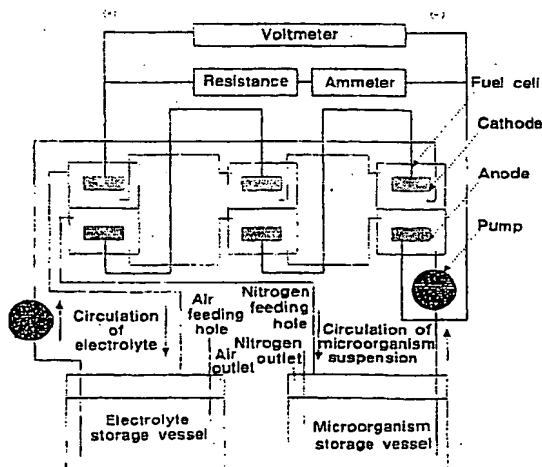 (+)
(−)
Voltmeter
Resistance
Ammeter
Fuel cell
Cathode
Anode
Pump
Circulation
of
electrolyte
Air
feeding
hole
Air
outlet
Nitrogen
feeding
hole
Nitrogen
outlet
Circulation of
microorganism
suspension
Electrolyte
storage vessel
Microorganism
storage vessel